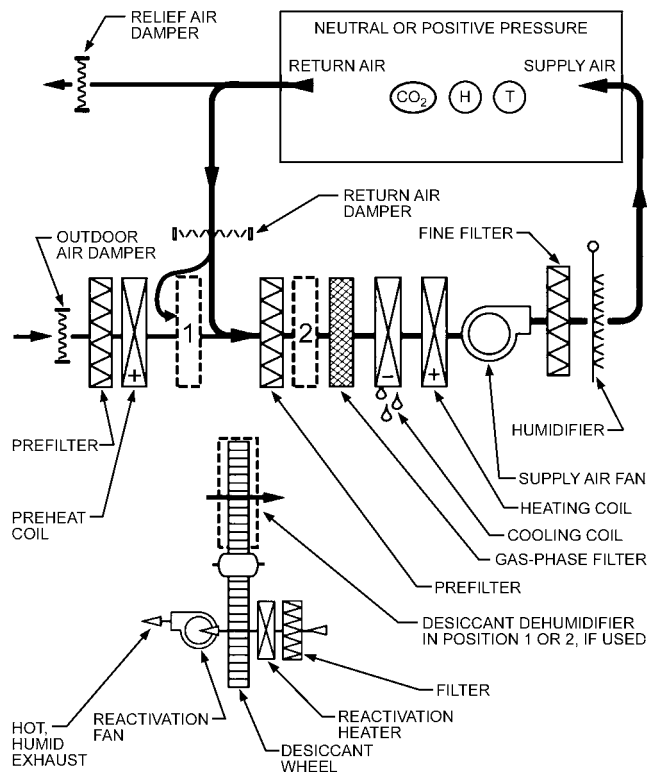 RELIEF AIR
DAMPER
NEUTRAL OR POSITIVE PRESSURE
RETURN AIR
SUPPLY AIR
CO₂
H
T
RETURN AIR
DAMPER
OUTDOOR
AIR DAMPER
FINE FILTER
1
2
+
−
+
PREFILTER
HUMIDIFIER
SUPPLY AIR FAN
PREHEAT
COIL
HEATING COIL
COOLING COIL
GAS-PHASE FILTER
PREFILTER
DESICCANT DEHUMIDIFIER
IN POSITION 1 OR 2, IF USED
FILTER
HOT,
HUMID
EXHAUST
REACTIVATION
FAN
REACTIVATION
HEATER
DESICCANT
WHEEL